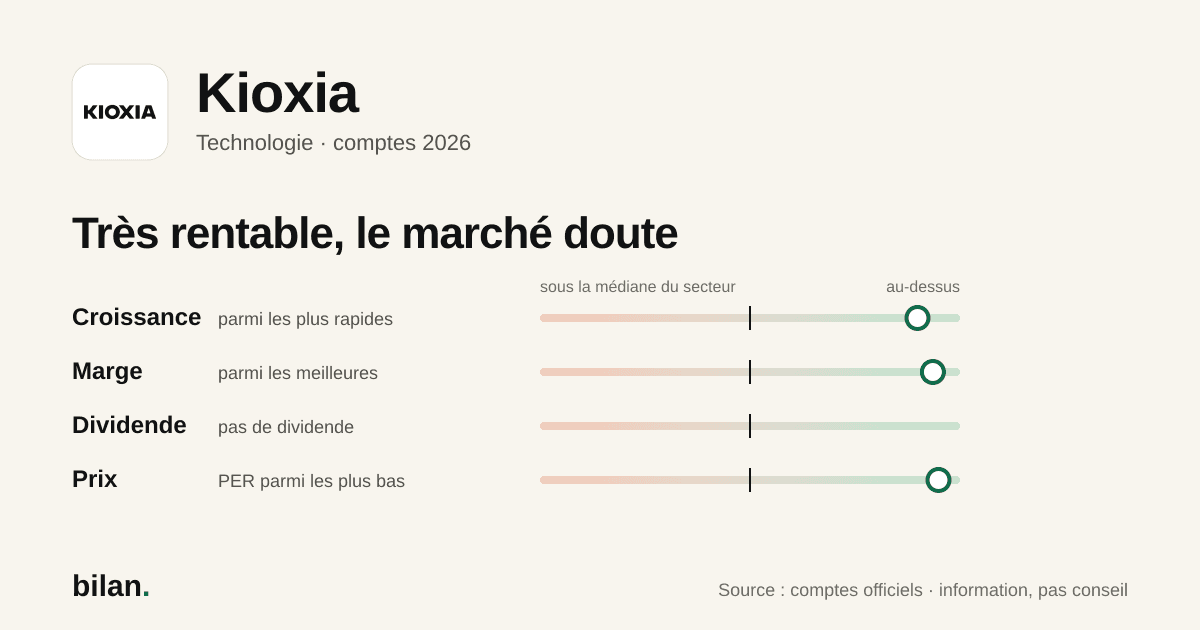 KIOXIA
Kioxia
Technologie · comptes 2026
Très rentable, le marché doute
sous la médiane du secteur au-dessus
Croissance parmi les plus rapides
Marge parmi les meilleures
Dividende pas de dividende
Prix PER parmi les plus bas
bilan.
Source : comptes officiels · information, pas conseil